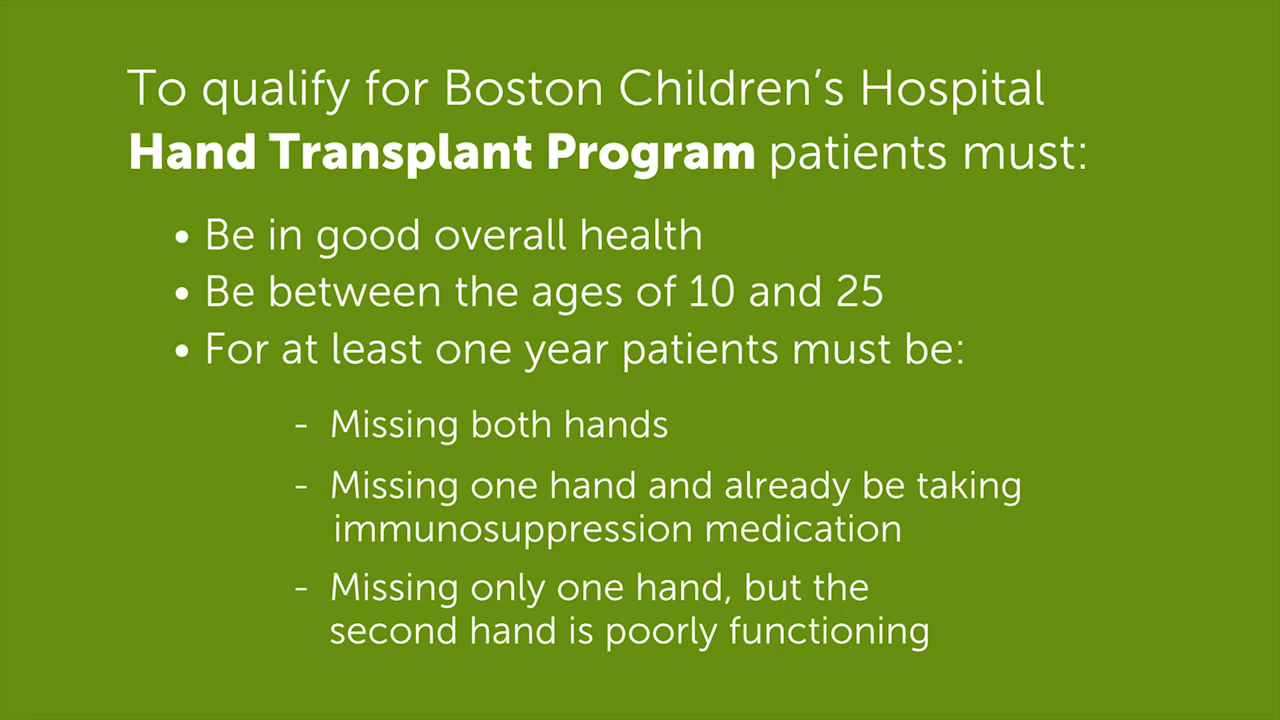 To qualify for Boston Children’s Hospital
Hand Transplant Program patients must:
• Be in good overall health
• Be between the ages of 10 and 25
• For at least one year patients must be:
- Missing both hands
- Missing one hand and already be taking
immunosuppression medication
- Missing only one hand, but the
second hand is poorly functioning